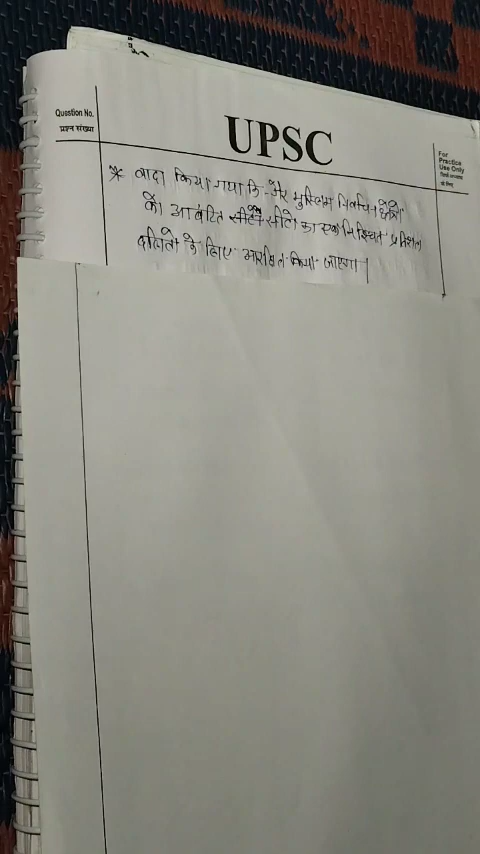 Question No.
प्रश्न संख्या
UPSC
For
Practice
Use Only
* वादा किया गया कि गैर मुस्लिम निर्वाचन क्षेत्रों
को आवंटित सीटों का एक निश्चित प्रतिशत
दलितो के लिए आरक्षित किया जाएगा।